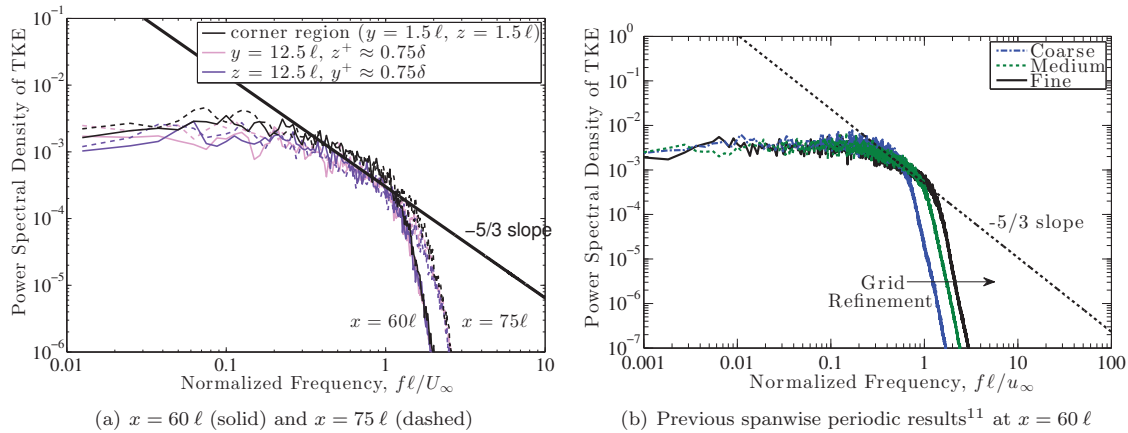 Power Spectral Density of TKE
10^{-1}
10^{-2}
10^{-3}
10^{-4}
10^{-5}
10^{-6}
corner region (y = 1.5 ℓ, z = 1.5 ℓ)
y = 12.5 ℓ, z^+ ≈ 0.75δ
z = 12.5 ℓ, y^+ ≈ 0.75δ
−5/3 slope
x = 60ℓ
x = 75ℓ
0.01 0.1 1 10
Normalized Frequency, fℓ/U_∞
(a) x = 60 ℓ (solid) and x = 75 ℓ (dashed)
Power Spectral Density of TKE
10^0
10^{-1}
10^{-2}
10^{-3}
10^{-4}
10^{-5}
10^{-6}
10^{-7}
Coarse
Medium
Fine
-5/3 slope
Grid
Refinement
0.001 0.01 0.1 1 10 100
Normalized Frequency, fℓ/u_∞
(b) Previous spanwise periodic results^{11} at x = 60 ℓ